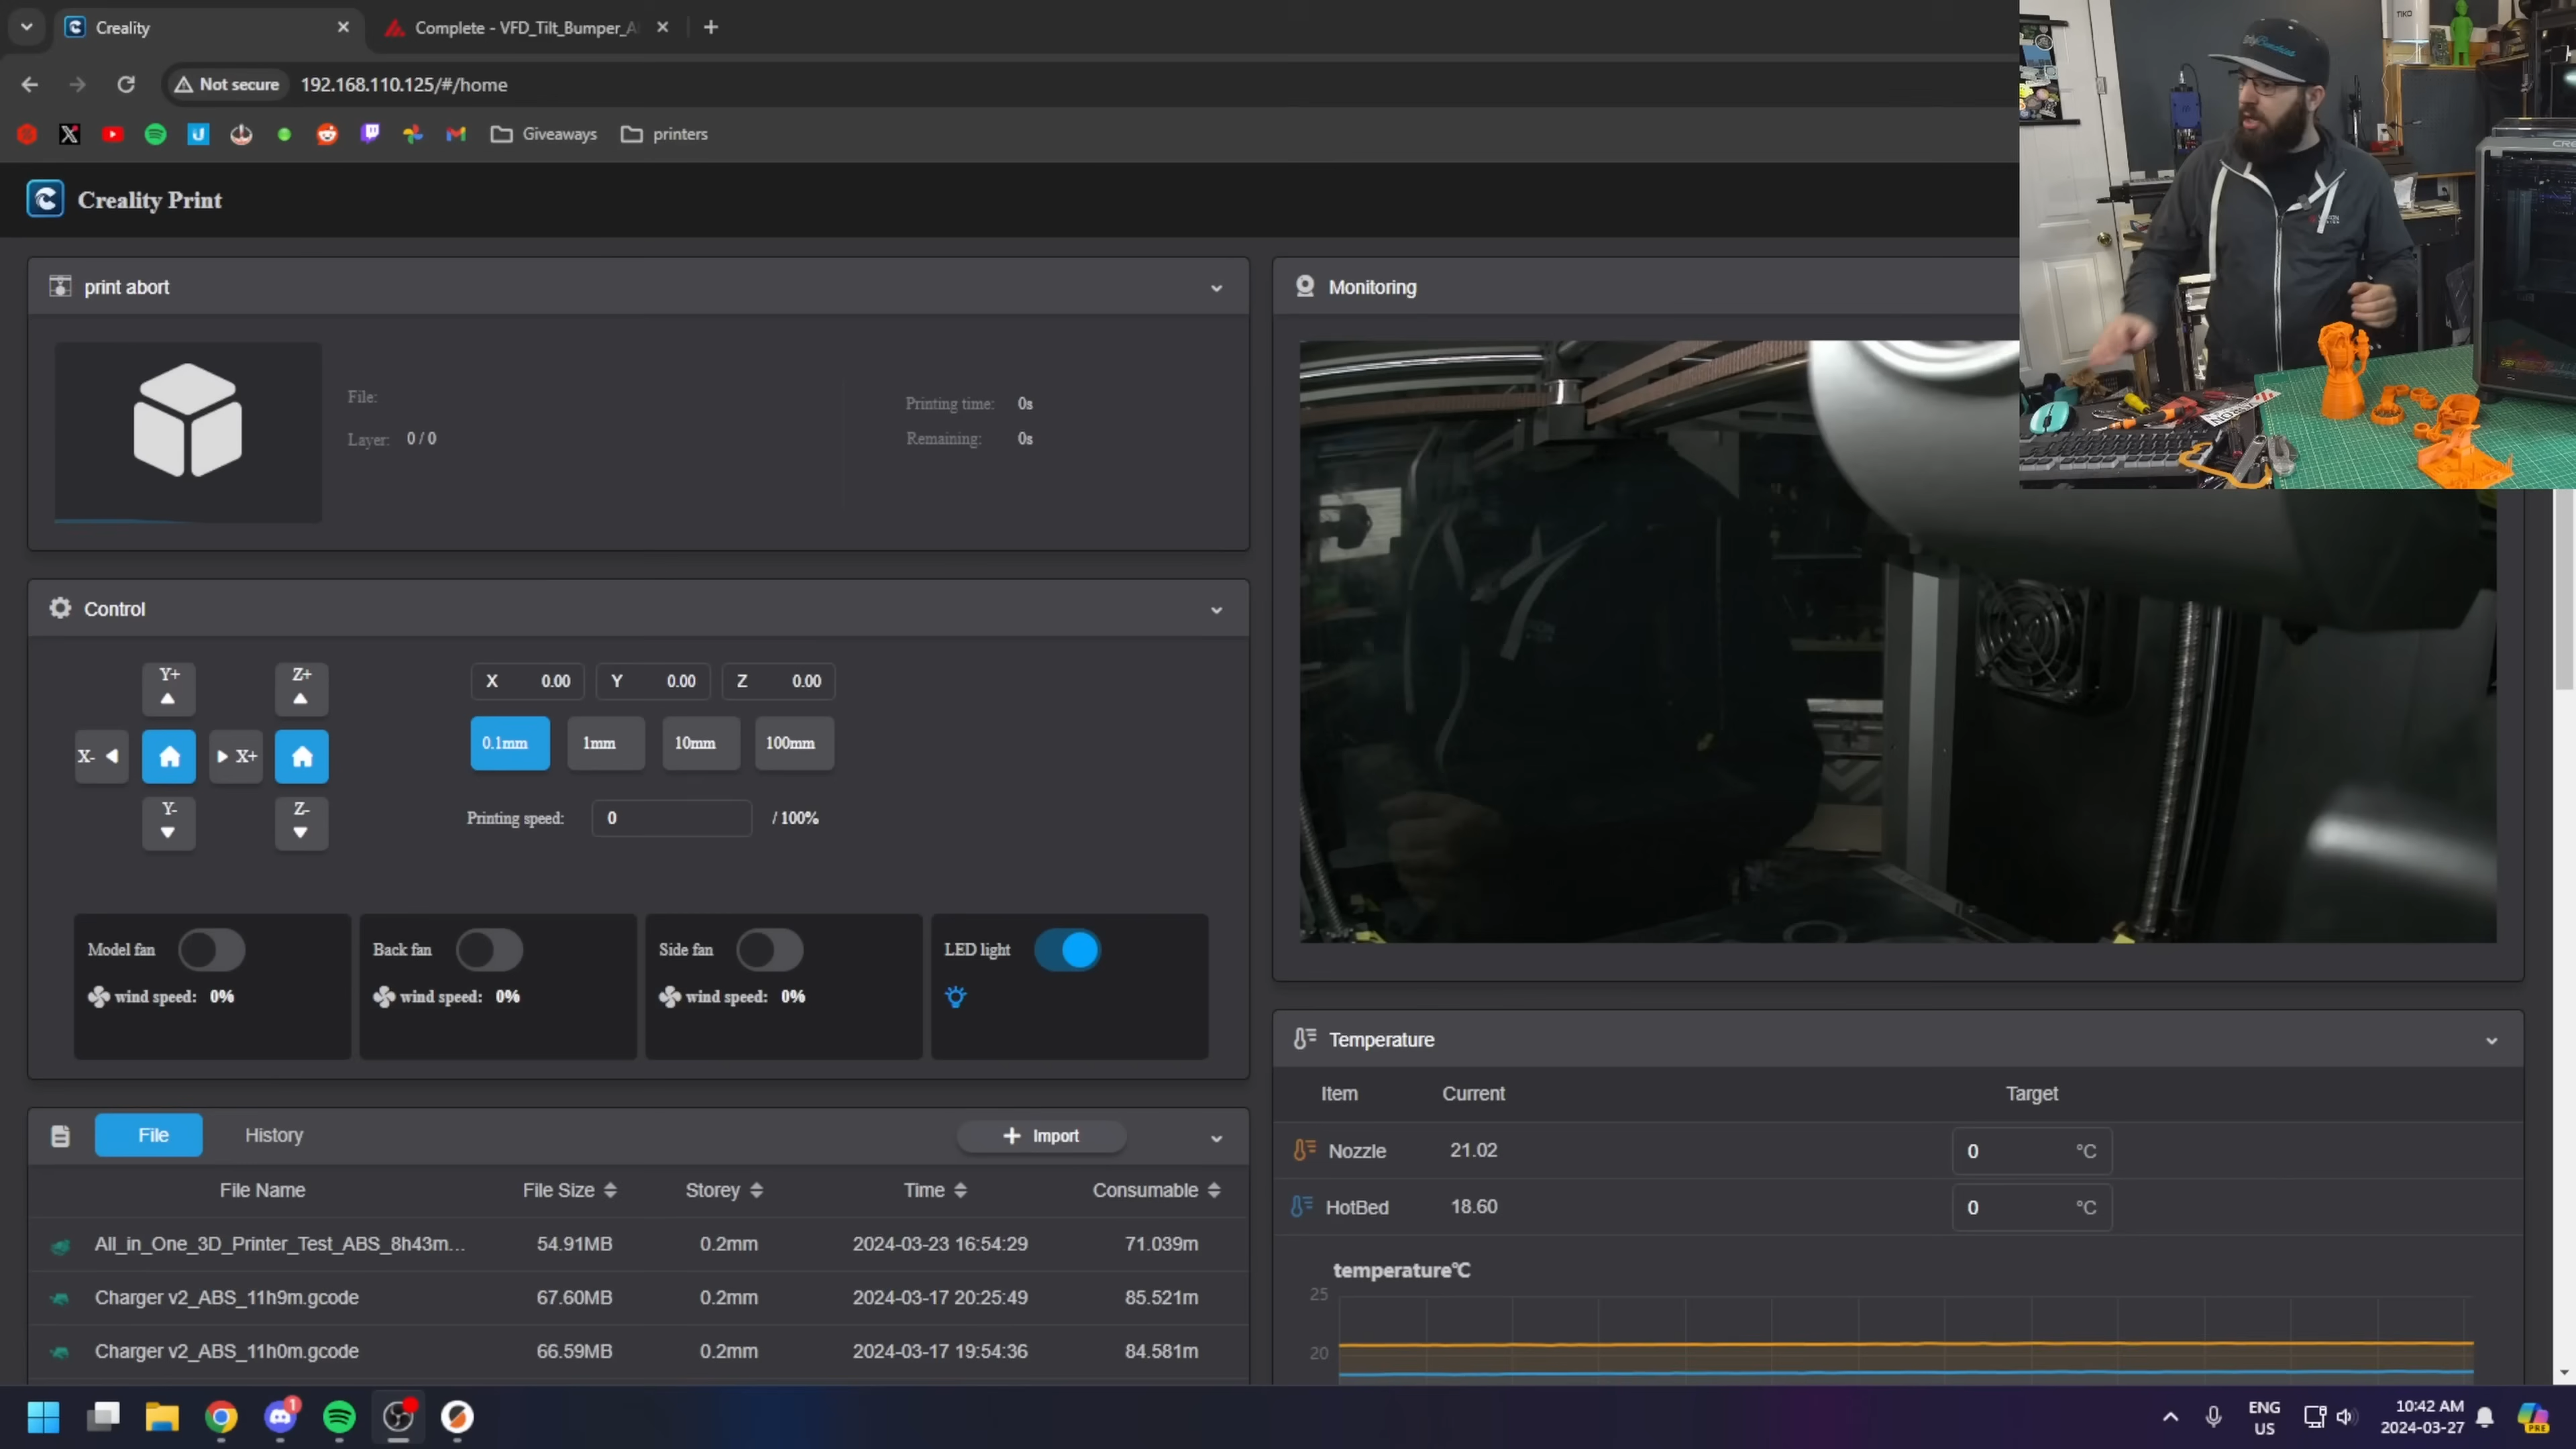 Creality
Complete - VFD_Tilt_Bumper_A
Not secure 192.168.110.125/#/home
Giveaways printers
Creality Print
print abort
File:
Layer: 0 / 0
Printing time: 0s
Remaining: 0s
Monitoring
TIKO
Control
Y+ Z+
X- X+
Y- Z-
X 0.00 Y 0.00 Z 0.00
0.1mm 1mm 10mm 100mm
Printing speed: 0 / 100%
Model fan
wind speed: 0%
Back fan
wind speed: 0%
Side fan
wind speed: 0%
LED light
File History + Import
File Name File Size Storey Time Consumable
All_in_One_3D_Printer_Test_ABS_8h43m... 54.91MB 0.2mm 2024-03-23 16:54:29 71.039m
Charger v2_ABS_11h9m.gcode 67.60MB 0.2mm 2024-03-17 20:25:49 85.521m
Charger v2_ABS_11h0m.gcode 66.59MB 0.2mm 2024-03-17 19:54:36 84.581m
Temperature
Item Current Target
Nozzle 21.02 0 °C
HotBed 18.60 0 °C
temperature°C
25
20
1
ENG
US
10:42 AM
2024-03-27
PRE